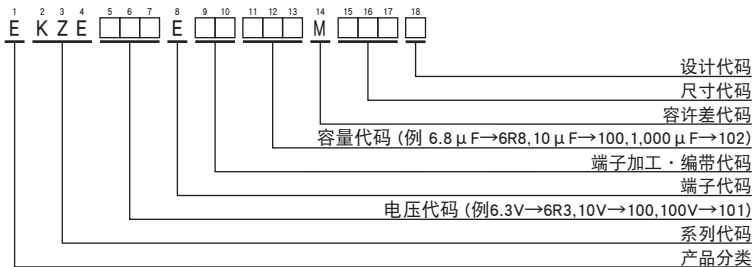 1 2 3 4 5 6 7 8 9 10 11 12 13 14 15 16 17 18
E K Z E □□□ E □□ □□□ M □□□ □
设计代码
尺寸代码
容许差代码
容量代码 (例 6.8μF→6R8,10μF→100,1,000μF→102)
端子加工・编带代码
端子代码
电压代码 (例6.3V→6R3,10V→100,100V→101)
系列代码
产品分类